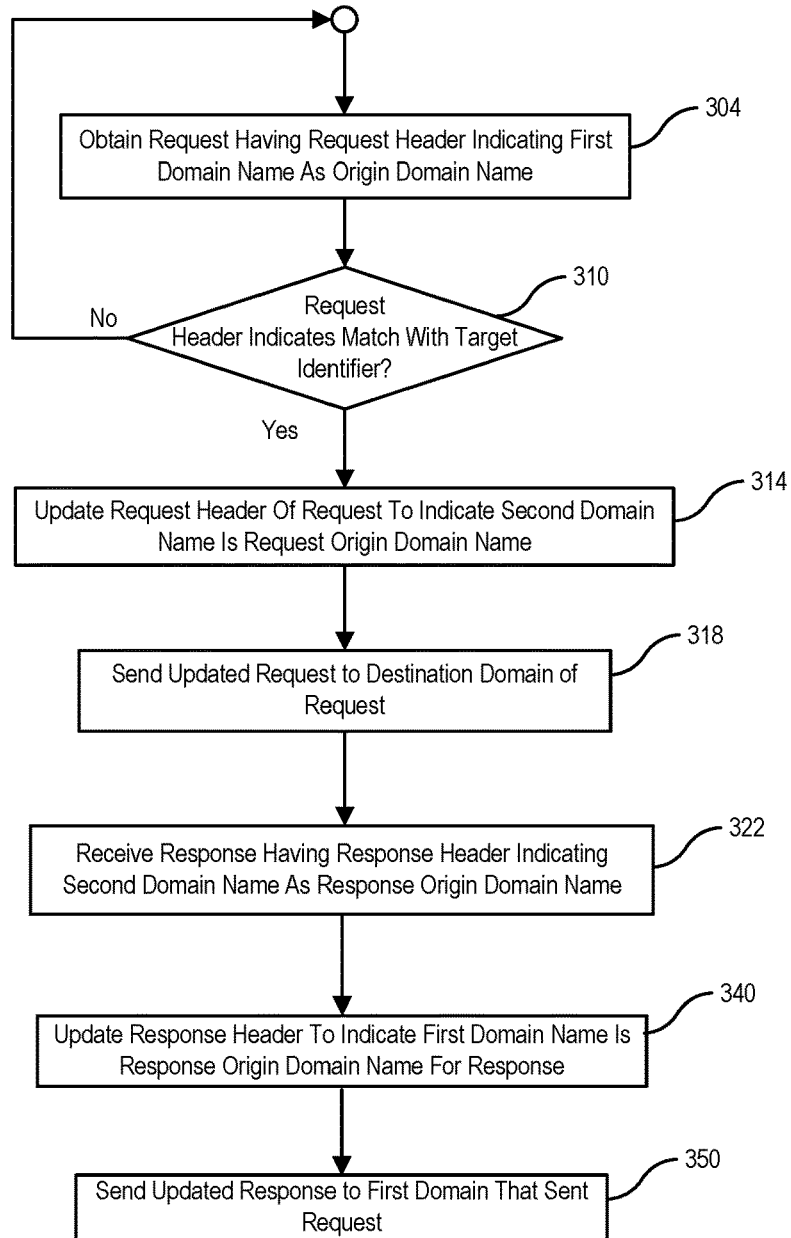 304
Obtain Request Having Request Header Indicating First
Domain Name As Origin Domain Name
310
Request
Header Indicates Match With Target
Identifier?
No
Yes
314
Update Request Header Of Request To Indicate Second Domain
Name Is Request Origin Domain Name
318
Send Updated Request to Destination Domain of
Request
322
Receive Response Having Response Header Indicating
Second Domain Name As Response Origin Domain Name
340
Update Response Header To Indicate First Domain Name Is
Response Origin Domain Name For Response
350
Send Updated Response to First Domain That Sent
Request